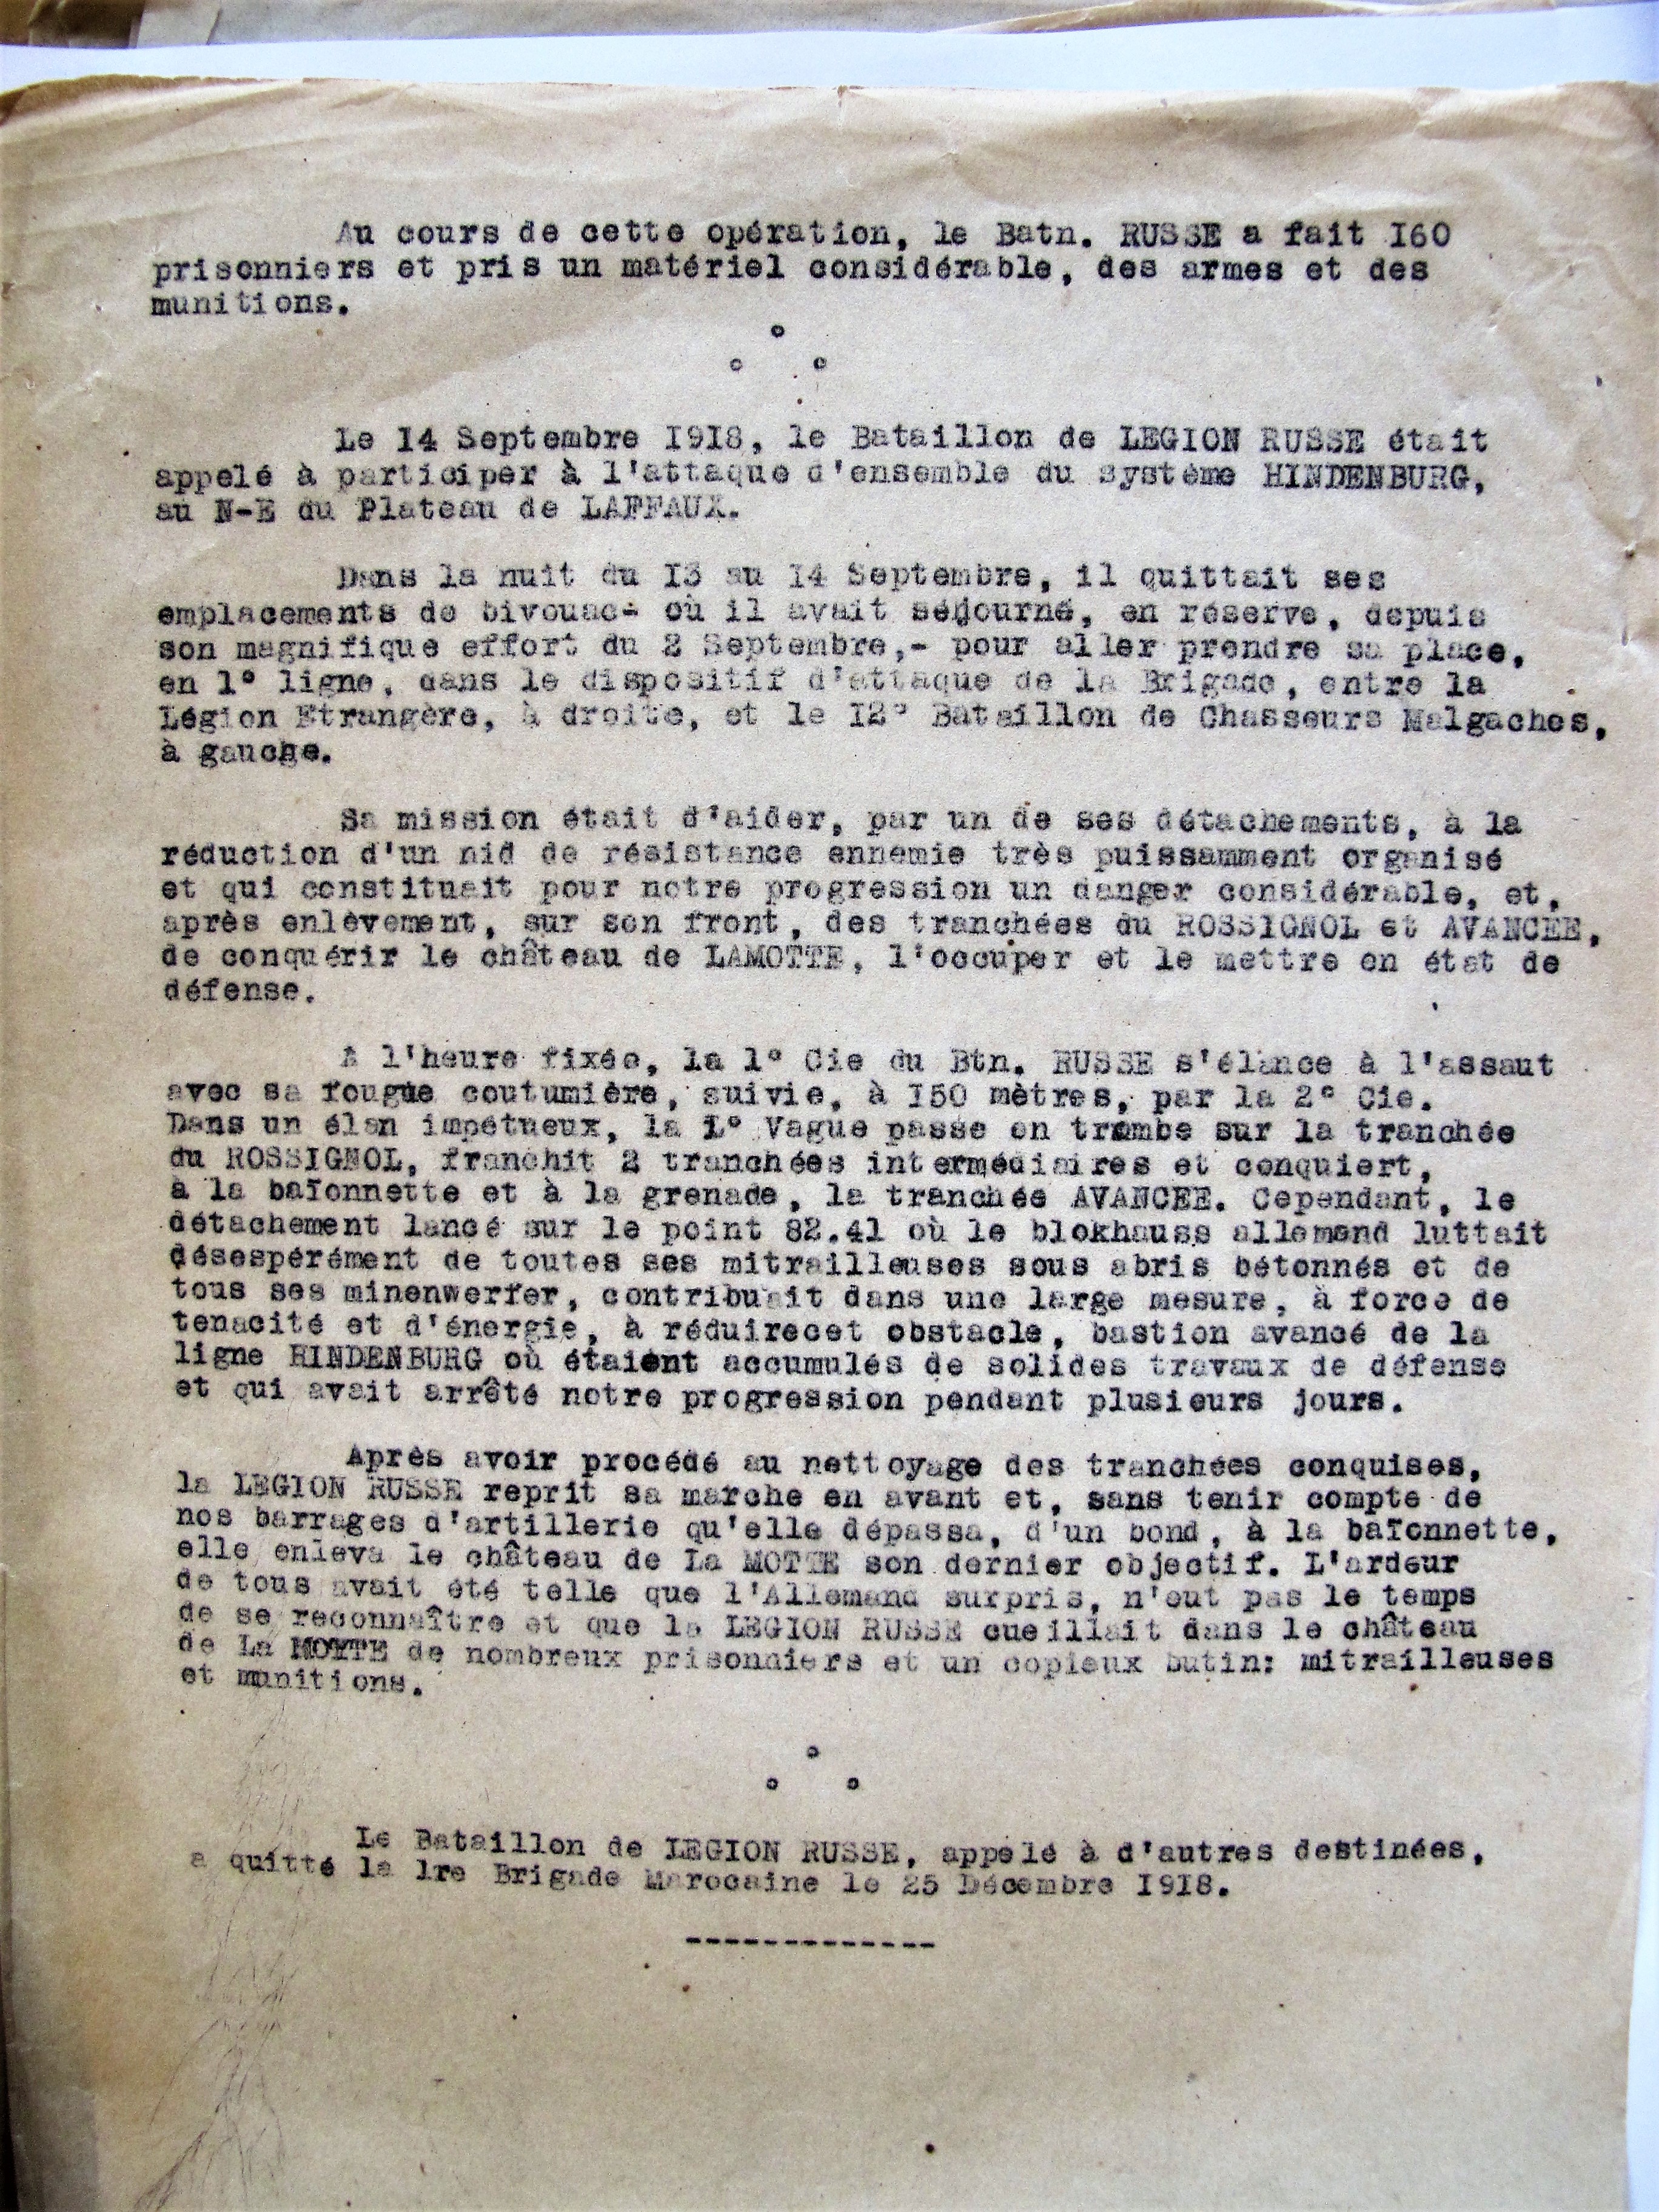 Au cours de cette opération, le Batn. RUSSE a fait I60
prisonniers et pris un matériel considérable, des armes et des
munitions.
°
° °
Le 14 Septembre I9I8, le Bataillon de LEGION RUSSE était
appelé à participer à l'attaque d'ensemble du système HINDENBURG,
au N-E du Plateau de LAFFAUX.
Dans la nuit du I3 au I4 Septembre, il quittait ses
emplacements de bivouac- où il avait séjourné, en réserve, depuis
son magnifique effort du 2 Septembre,- pour aller prendre sa place,
en 1° ligne, dans le dispositif d'attaque de la Brigade, entre la
Légion Etrangère, à droite, et le I2° Bataillon de Chasseurs Malgaches,
à gauche.
Sa mission était d'aider, par un de ses détachements, à la
réduction d'un nid de résistance ennemie très puissamment organisé
et qui constituait pour notre progression un danger considérable, et,
après enlèvement, sur son front, des tranchées du ROSSIGNOL et AVANCEE,
de conquérir le château de LAMOTTE, l'occuper et le mettre en état de
défense.
A l'heure fixée, la 1° Cie du Btn. RUSSE s'élance à l'assaut
avec sa fougue coutumière, suivie, à I50 mètres, par la 2° Cie.
Dans un élan impétueux, la 1° Vague passe en trombe sur la tranchée
du ROSSIGNOL, franchit 2 tranchées intermédiaires et conquiert,
à la baïonnette et à la grenade, la tranchée AVANCEE. Cependant, le
détachement lancé sur le point 82.41 où le blokhauss allemand luttait
désespérément de toutes ses mitrailleuses sous abris bétonnés et de
tous ses minenwerfer, contribuait dans une large mesure, à force de
tenacité et d'énergie, à réduirecet obstacle, bastion avancé de la
ligne HINDENBURG où étaient accumulés de solides travaux de défense
et qui avait arrêté notre progression pendant plusieurs jours.
Après avoir procédé au nettoyage des tranchées conquises,
la LEGION RUSSE reprit sa marche en avant et, sans tenir compte de
nos barrages d'artillerie qu'elle dépassa, d'un bond, à la baïonnette,
elle enleva le château de La MOTTE son dernier objectif. L'ardeur
de tous avait été telle que l'Allemand surpris, n'eut pas le temps
de se reconnaître et que la LEGION RUSSE cueillait dans le château
de La MOTTE de nombreux prisonniers et un copieux butin: mitrailleuses
et munitions.
°
° °
Le Bataillon de LEGION RUSSE, appelé à d'autres destinées,
a quitté la 1re Brigade Marocaine le 25 Décembre I9I8.
-------------